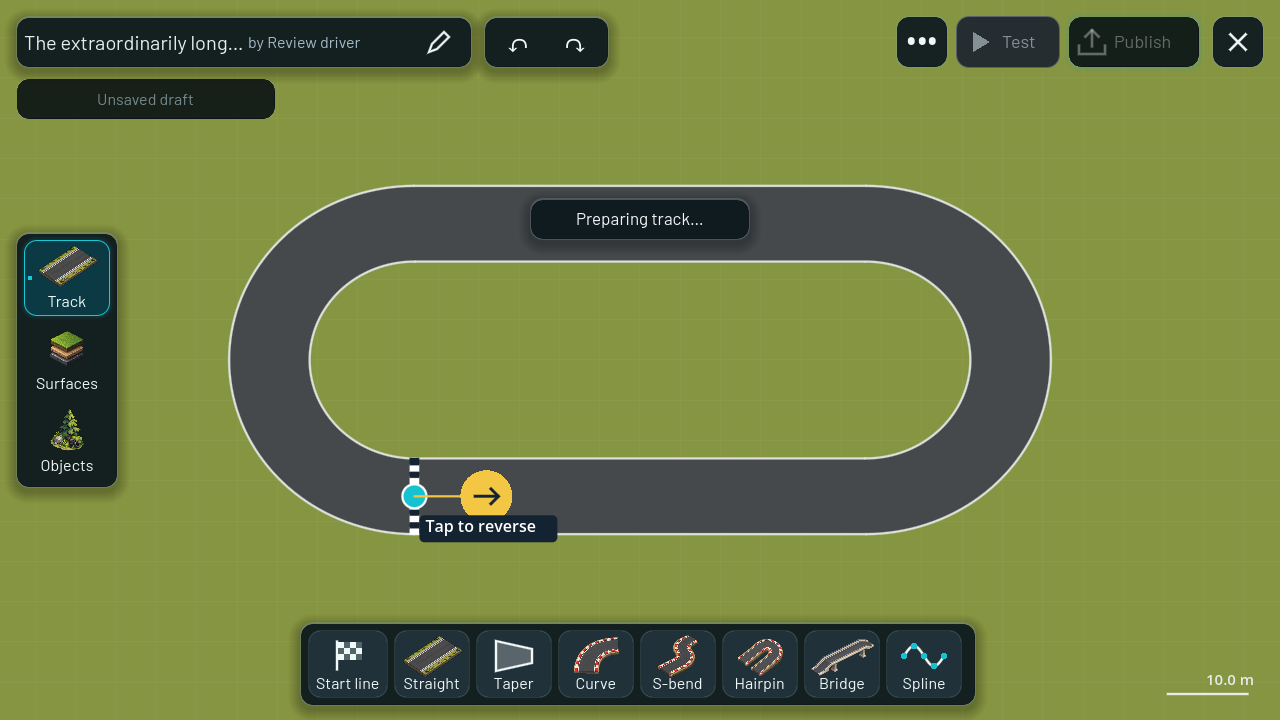 The extraordinarily long... by Review driver
Test
Publish
Unsaved draft
Preparing track...
Track
Surfaces
Objects
Tap to reverse
Start line
Straight
Taper
Curve
S-bend
Hairpin
Bridge
Spline
10.0 m